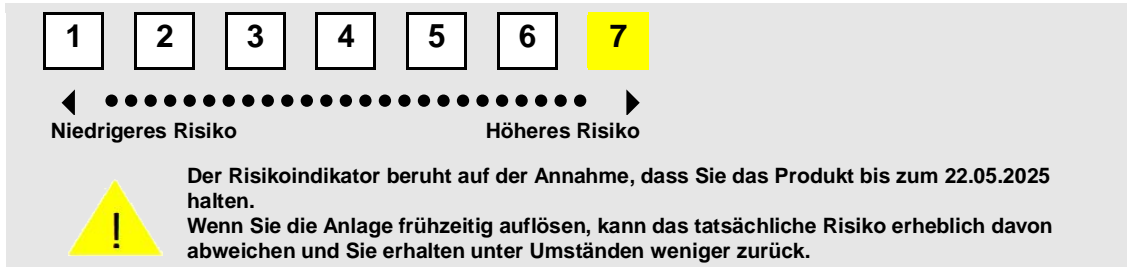 1 2 3 4 5 6 7
Niedrigeres Risiko Höheres Risiko
Der Risikoindikator beruht auf der Annahme, dass Sie das Produkt bis zum 22.05.2025
halten.
Wenn Sie die Anlage frühzeitig auflösen, kann das tatsächliche Risiko erheblich davon
abweichen und Sie erhalten unter Umständen weniger zurück.
!